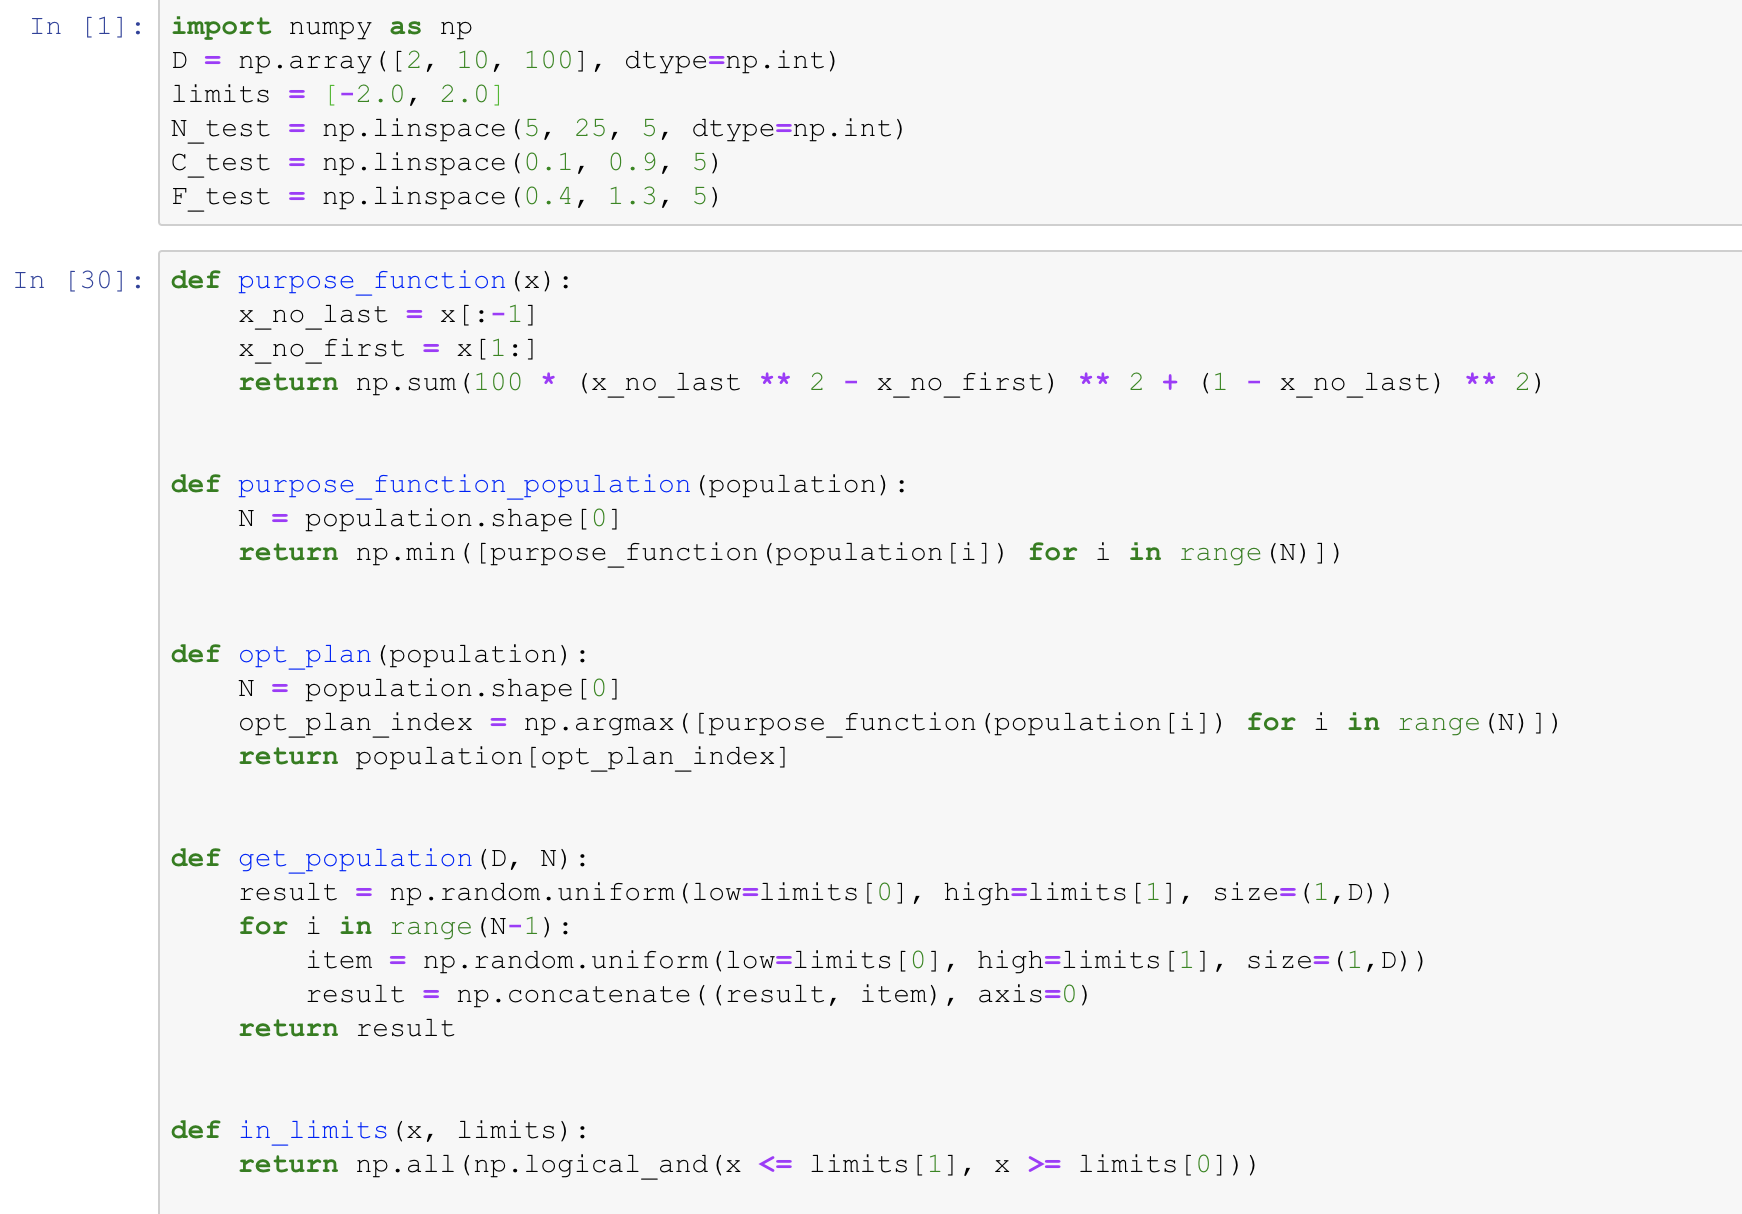 In [1]: import numpy as np
D = np.array([2, 10, 100], dtype=np.int)
limits = [-2.0, 2.0]
N_test = np.linspace(5, 25, 5, dtype=np.int)
C_test = np.linspace(0.1, 0.9, 5)
F_test = np.linspace(0.4, 1.3, 5)
In [30]: def purpose_function(x):
    x_no_last = x[:-1]
    x_no_first = x[1:]
    return np.sum(100 * (x_no_last ** 2 - x_no_first) ** 2 + (1 - x_no_last) ** 2)
def purpose_function_population(population):
    N = population.shape[0]
    return np.min([purpose_function(population[i]) for i in range(N)])
def opt_plan(population):
    N = population.shape[0]
    opt_plan_index = np.argmax([purpose_function(population[i]) for i in range(N)])
    return population[opt_plan_index]
def get_population(D, N):
    result = np.random.uniform(low=limits[0], high=limits[1], size=(1,D))
    for i in range(N-1):
        item = np.random.uniform(low=limits[0], high=limits[1], size=(1,D))
        result = np.concatenate((result, item), axis=0)
    return result
def in_limits(x, limits):
    return np.all(np.logical_and(x <= limits[1], x >= limits[0]))